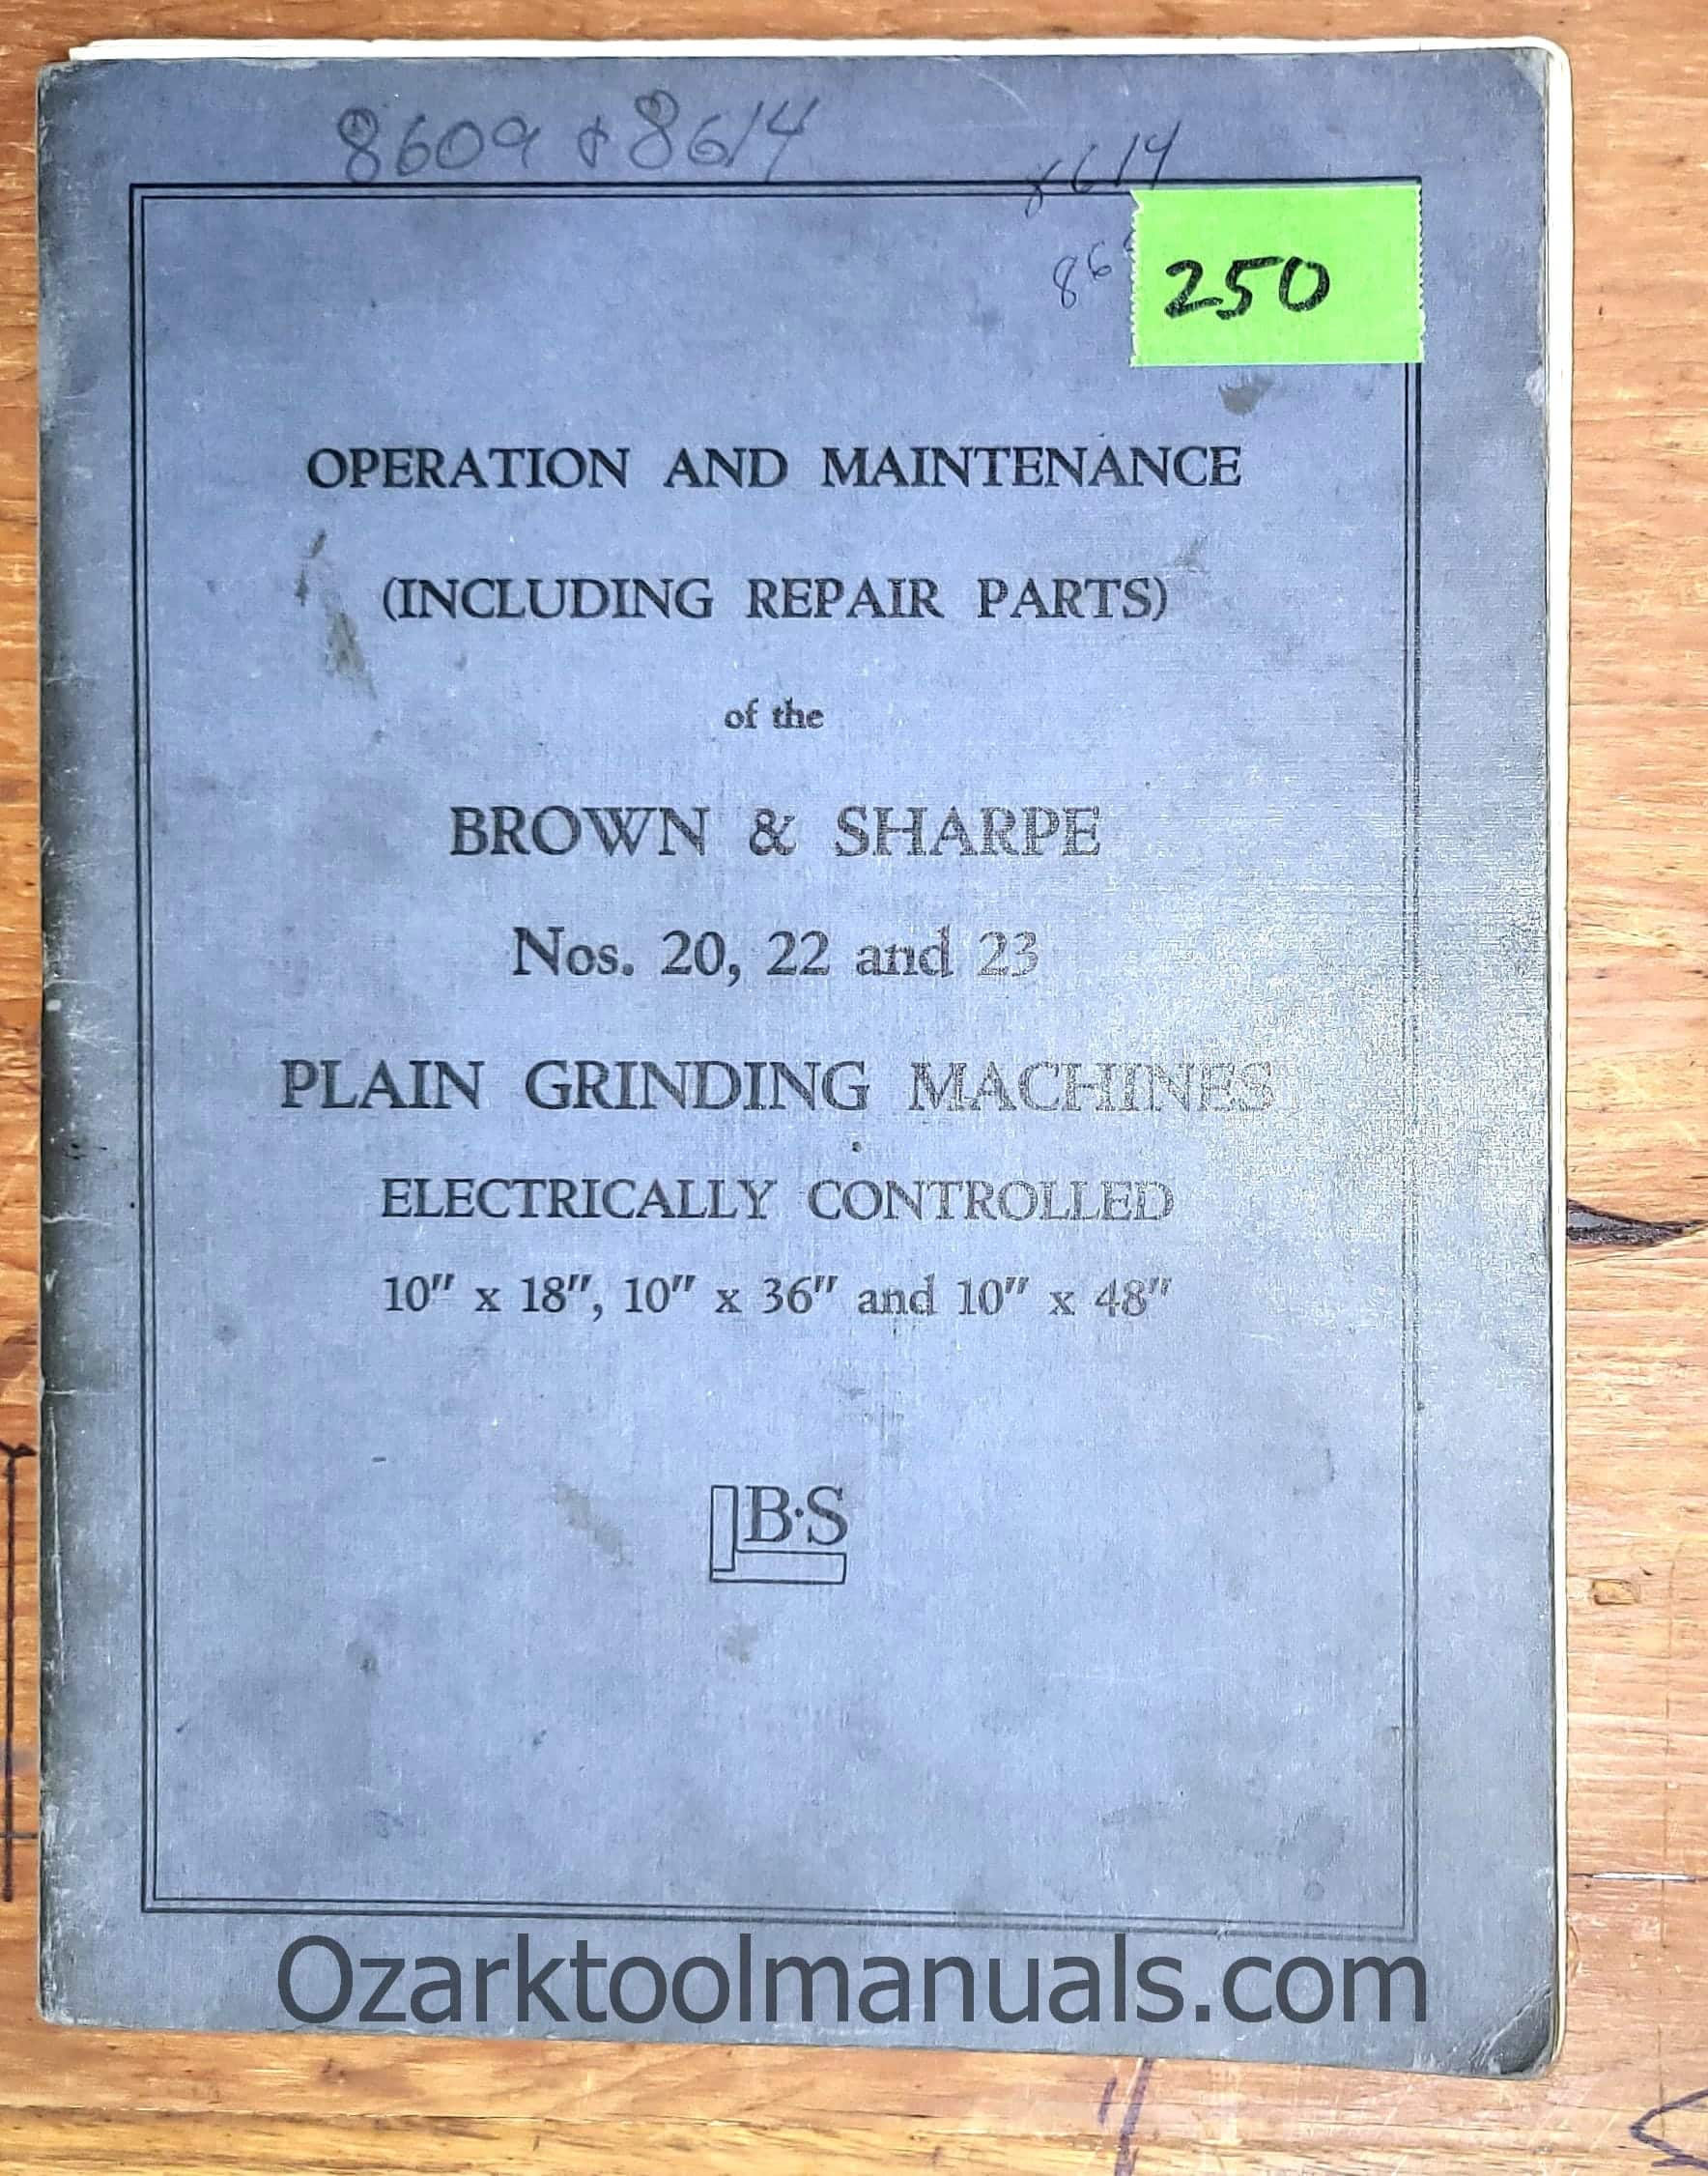 8609 & 8614
8614
250
OPERATION AND MAINTENANCE
(INCLUDING REPAIR PARTS)
of the
BROWN & SHARPE
Nos. 20, 22 and 23
PLAIN GRINDING MACHINES
ELECTRICALLY CONTROLLED
10" x 18", 10" x 36" and 10" x 48"
B·S
Ozarktoolmanuals.com